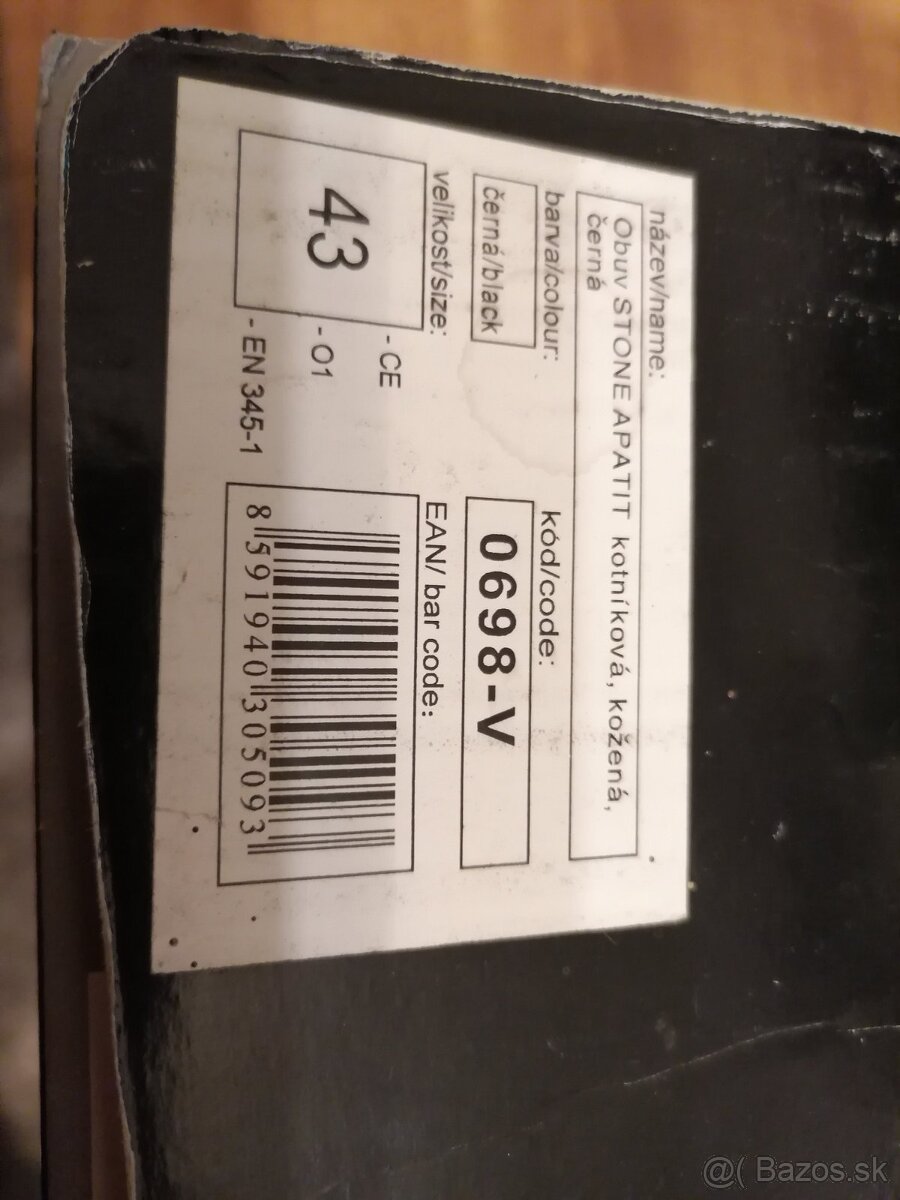 název/name:
Obuv STONE APATIT kotníková, kožená,
černá
barva/colour:
kód/code:
černá/black
0698-V
velikost/size:
EAN/ bar code:
43
- CE
- O1
- EN 345-1
8 591940 305093
@( Bazos.sk